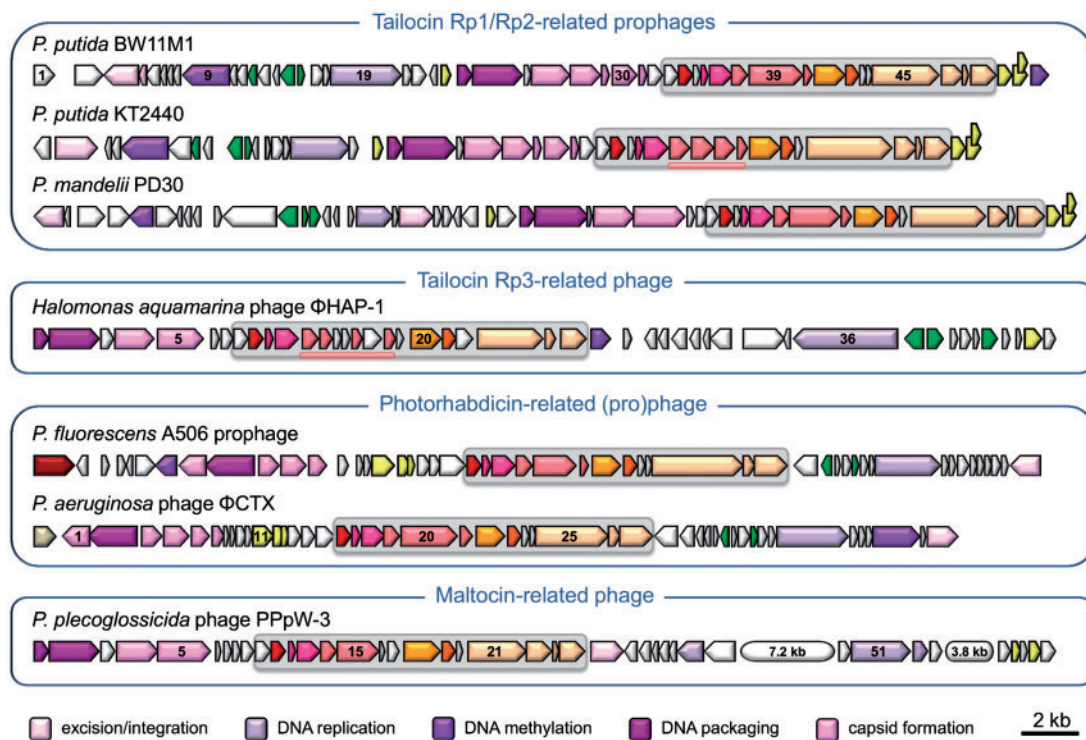 Tailocin Rp1/Rp2-related prophages
P. putida BW11M1
1 9 19 30 39 45
P. putida KT2440
P. mandelii PD30
Tailocin Rp3-related phage
Halomonas aquamarina phage ΦHAP-1
5 20 36
Photorhabdicin-related (pro)phage
P. fluorescens A506 prophage
P. aeruginosa phage ΦCTX
1 11 20 25
Maltocin-related phage
P. plecoglossicida phage PPpW-3
5 15 21 7.2 kb 51 3.8 kb
excision/integration DNA replication DNA methylation DNA packaging capsid formation 2 kb